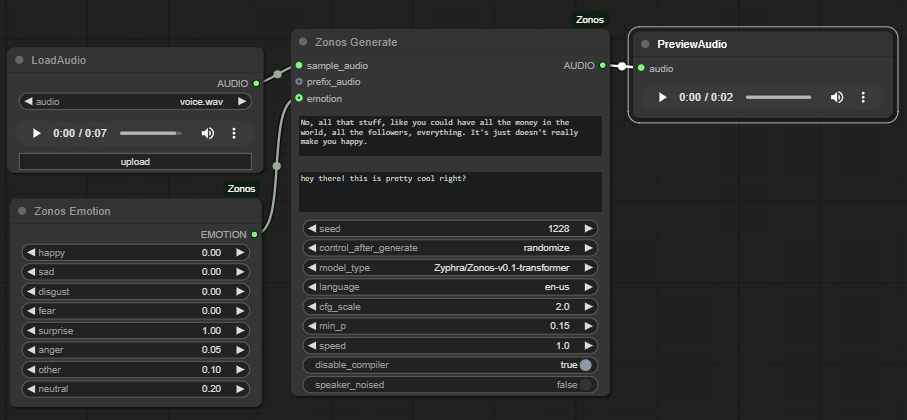 LoadAudio
AUDIO
audio voice.wav
0:00 / 0:07
upload
Zonos
Zonos Emotion
EMOTION
happy 0.00
sad 0.00
disgust 0.00
fear 0.00
surprise 1.00
anger 0.05
other 0.10
neutral 0.20
Zonos
Zonos Generate
sample_audio AUDIO
prefix_audio
emotion
No, all that stuff, like you could have all the money in the
world, all the followers, everything. It's just doesn't really
make you happy.
hey there! this is pretty cool right?
seed 1228
control_after_generate randomize
model_type Zyphra/Zonos-v0.1-transformer
language en-us
cfg_scale 2.0
min_p 0.15
speed 1.0
disable_compiler true
speaker_noised false
PreviewAudio
audio
0:00 / 0:02